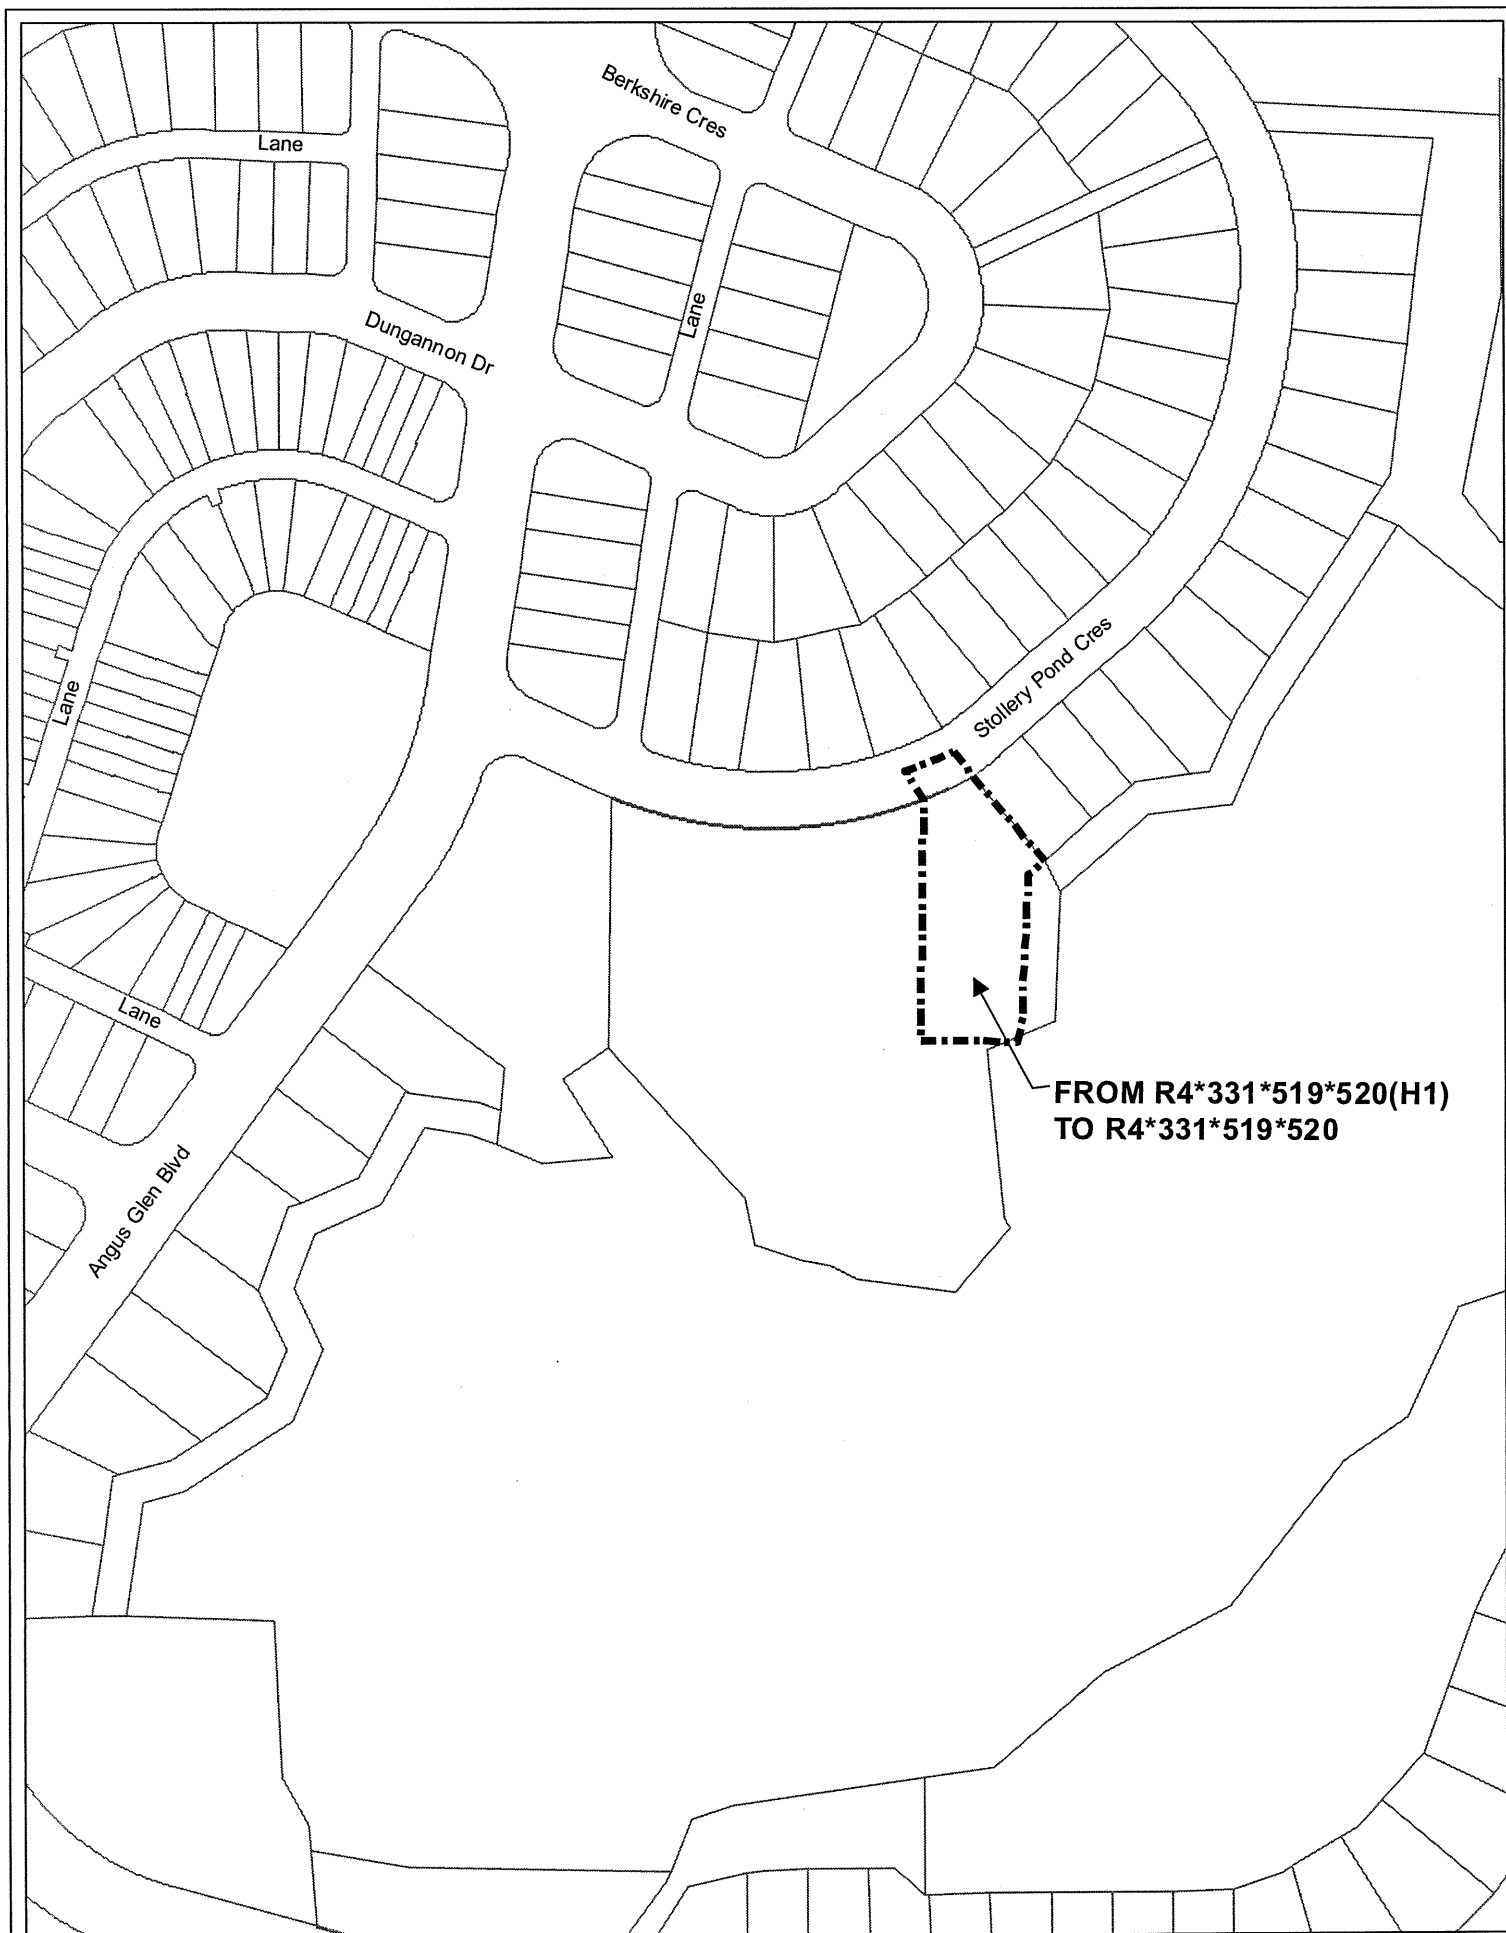 Berkshire Cres
Lane
Lane
Dungannon Dr
Stollery Pond Cres
Lane
Lane
FROM R4*331*519*520(H1)
TO R4*331*519*520
Angus Glen Blvd